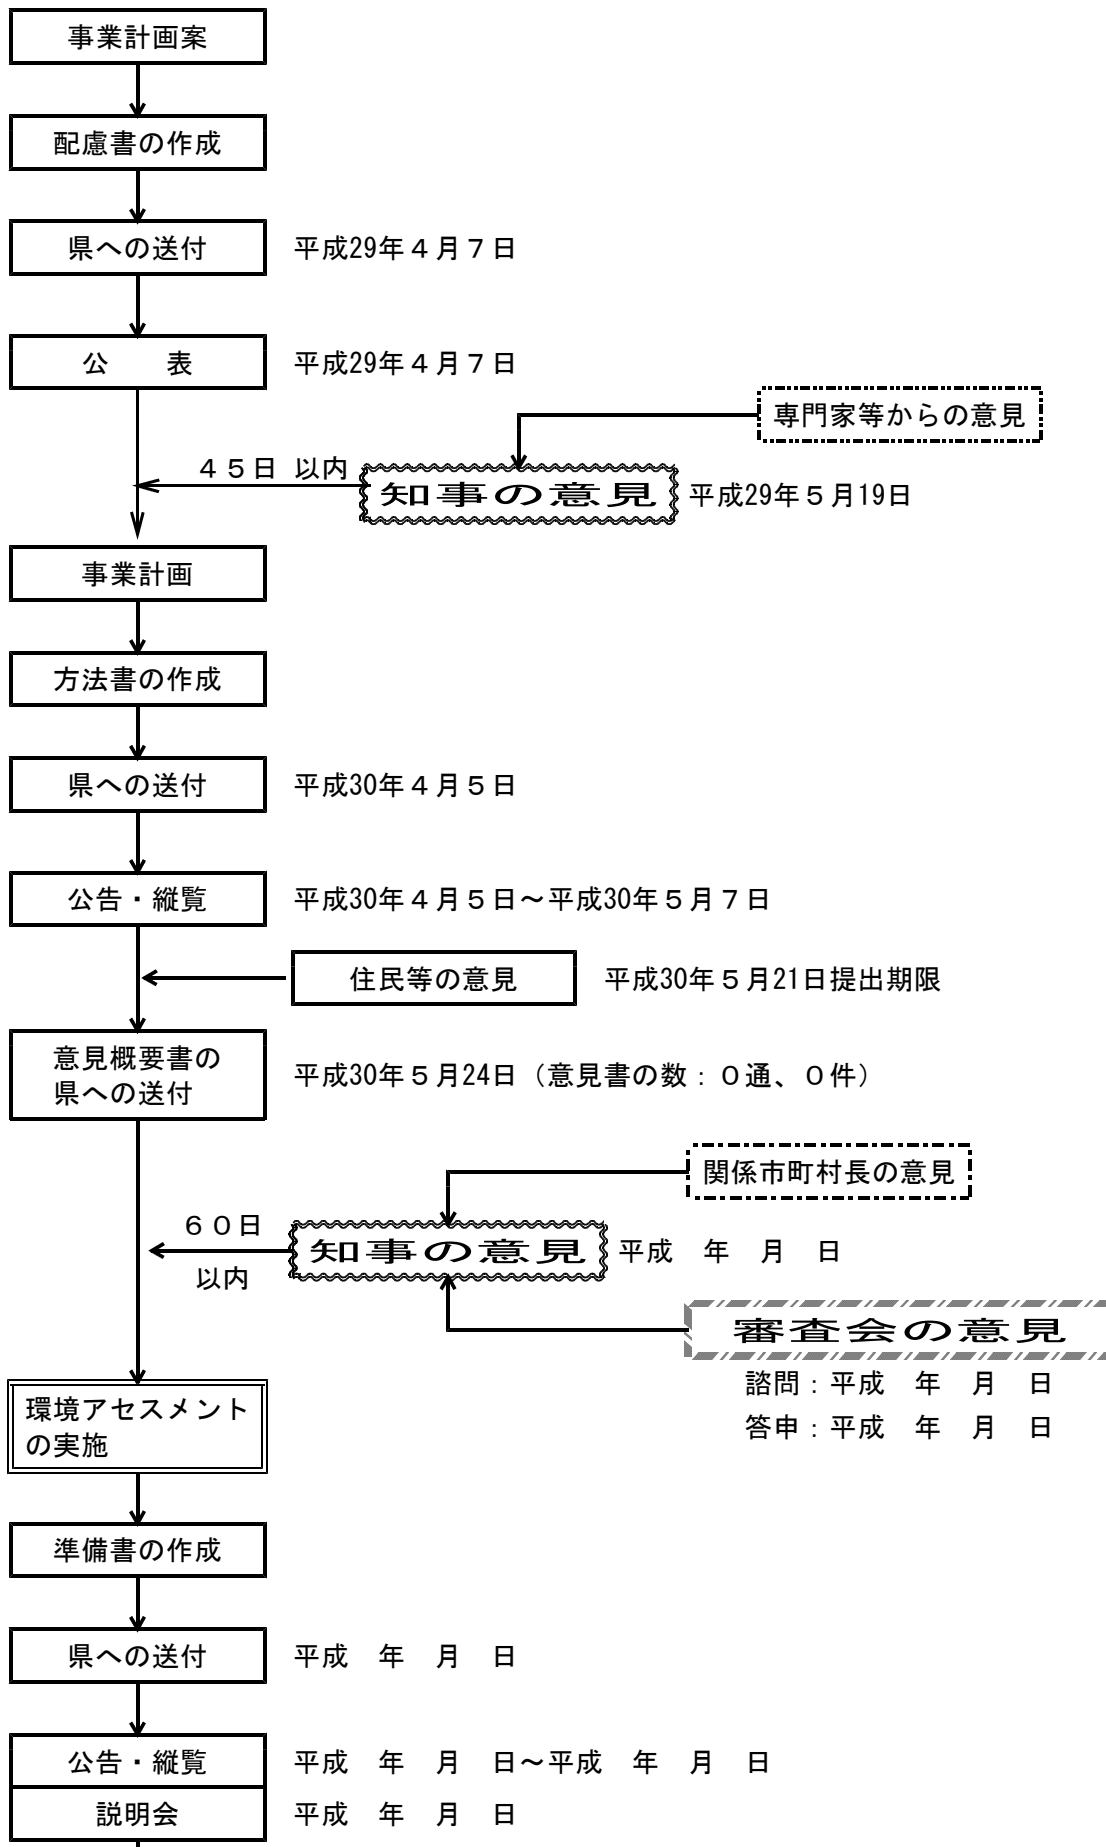 事業計画案
配慮書の作成
県への送付　平成29年４月７日
公　　表　平成29年４月７日
専門家等からの意見
４５日 以内
知事の意見　平成29年５月19日
事業計画
方法書の作成
県への送付　平成30年４月５日
公告・縦覧　平成30年４月５日～平成30年５月７日
住民等の意見　平成30年５月21日提出期限
意見概要書の
県への送付　平成30年５月24日（意見書の数：０通、０件）
関係市町村長の意見
６０日
以内
知事の意見　平成　年　月　日
審査会の意見
諮問：平成　年　月　日
答申：平成　年　月　日
環境アセスメント
の実施
準備書の作成
県への送付　平成　年　月　日
公告・縦覧　平成　年　月　日～平成　年　月　日
説明会　平成　年　月　日